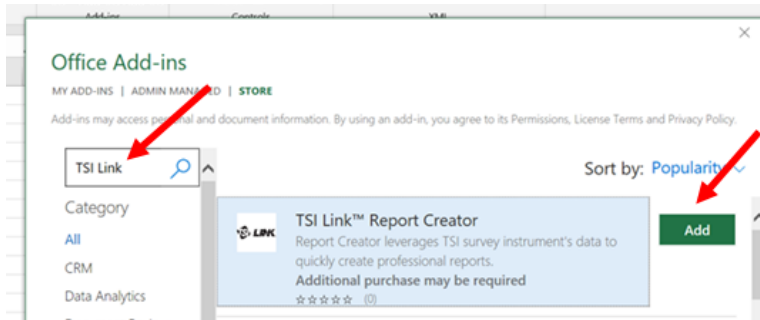 Add-ins Controls XML
Office Add-ins
MY ADD-INS | ADMIN MANAGED | STORE
Add-ins may access personal and document information. By using an add-in, you agree to its Permissions, License Terms and Privacy Policy.
TSI Link
Sort by: Popularity
Category
All
CRM
Data Analytics
TSI LINK
TSI Link™ Report Creator
Report Creator leverages TSI survey instrument's data to
quickly create professional reports.
Additional purchase may be required
(0)
Add